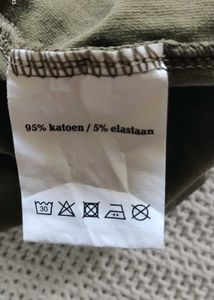 95% katoen / 5% elastaan
30